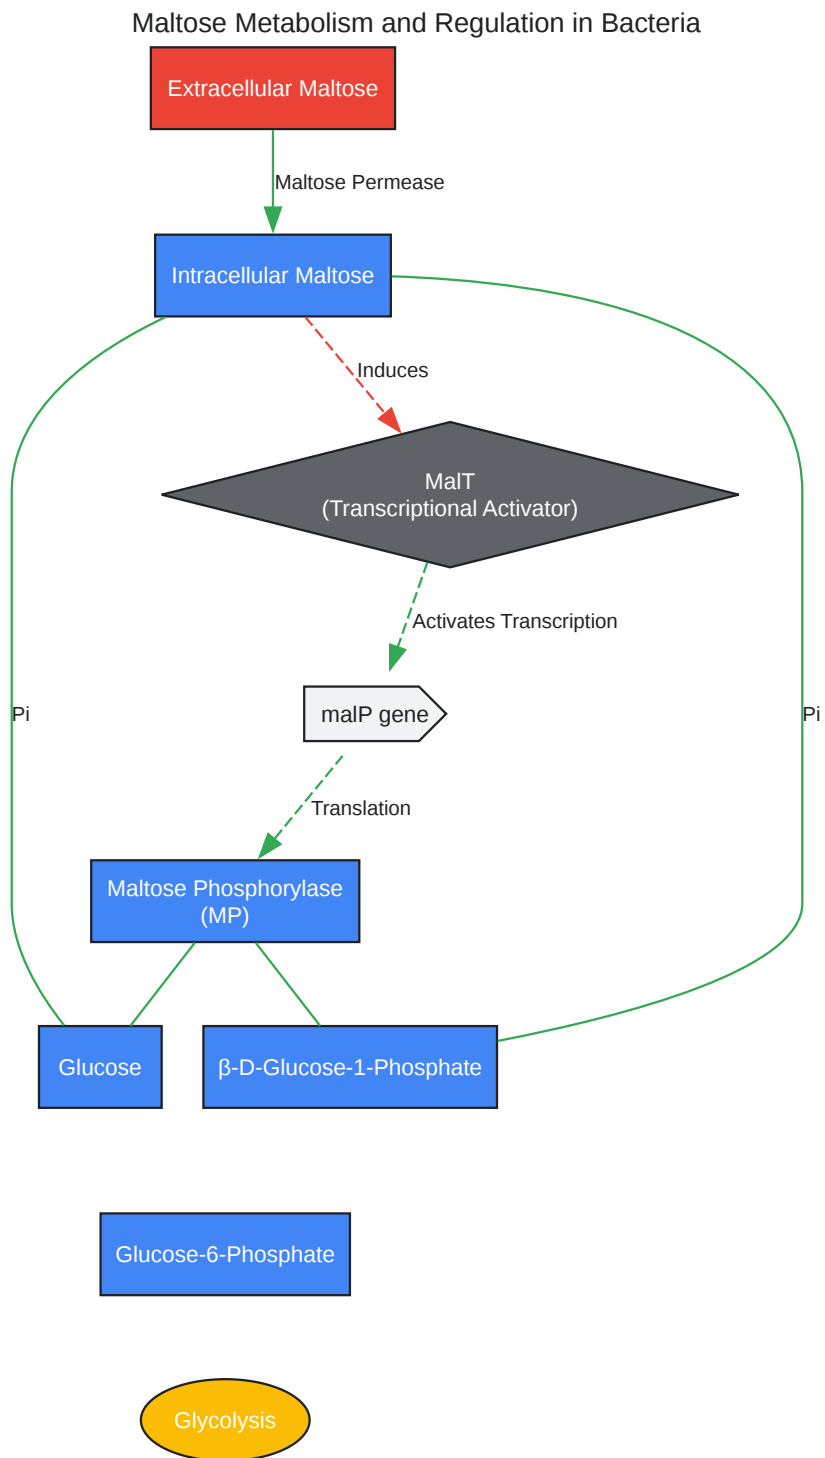 Maltose Metabolism and Regulation in Bacteria
Extracellular Maltose
Maltose Permease
Intracellular Maltose
Induces
MalT
(Transcriptional Activator)
Activates Transcription
malP gene
Pi
Pi
Translation
Maltose Phosphorylase
(MP)
Glucose
β-D-Glucose-1-Phosphate
Glucose-6-Phosphate
Glycolysis